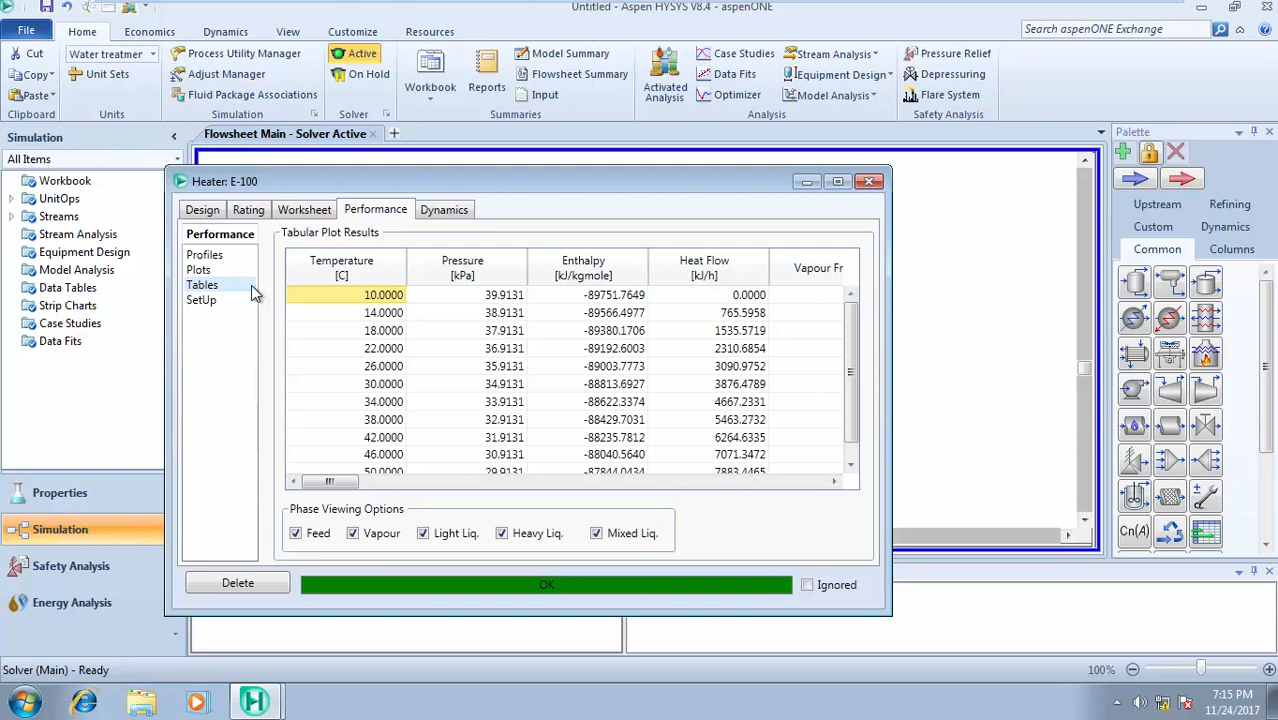 Untitled - Aspen HYSYS V8.4 - aspenONE
File Home Economics Dynamics View Customize Resources Search aspenONE Exchange
Cut Water treatmer Process Utility Manager Active Model Summary Case Studies Stream Analysis Pressure Relief
Copy Unit Sets Adjust Manager On Hold Workbook Reports Flowsheet Summary Activated Analysis Data Fits Equipment Design Depressuring
Paste Fluid Package Associations Input Optimizer Model Analysis Flare System
Clipboard Units Simulation Solver Summaries Analysis Safety Analysis
Simulation < Flowsheet Main - Solver Active × + Palette
All Items
Workbook
UnitOps
Streams
Stream Analysis
Equipment Design
Model Analysis
Data Tables
Strip Charts
Case Studies
Data Fits
Properties
Simulation
Safety Analysis
Energy Analysis
Heater: E-100
Design Rating Worksheet Performance Dynamics
Performance
Profiles
Plots
Tables
SetUp
Tabular Plot Results
Temperature Pressure Enthalpy Heat Flow Vapour Fr
[C] [kPa] [kJ/kgmole] [kJ/h]
10.0000 39.9131 -89751.7649 0.0000
14.0000 38.9131 -89566.4977 765.5958
18.0000 37.9131 -89380.1706 1535.5719
22.0000 36.9131 -89192.6003 2310.6854
26.0000 35.9131 -89003.7773 3090.9752
30.0000 34.9131 -88813.6927 3876.4789
34.0000 33.9131 -88622.3374 4667.2331
38.0000 32.9131 -88429.7031 5463.2732
42.0000 31.9131 -88235.7812 6264.6335
46.0000 30.9131 -88040.5640 7071.3472
50.0000 29.9131 -87844.0434 7883.4465
Phase Viewing Options
Feed Vapour Light Liq. Heavy Liq. Mixed Liq.
Delete OK Ignored
Upstream Refining
Custom Dynamics
Common Columns
Cn(A)
Solver (Main) - Ready 100%
7:15 PM
11/24/2017